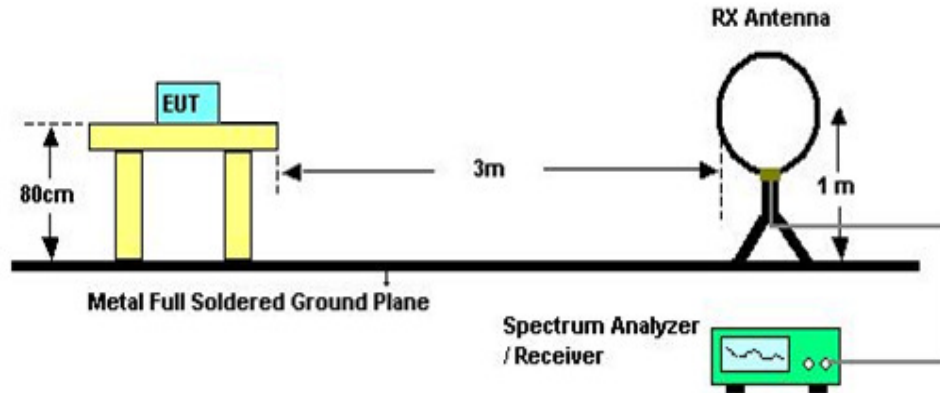 RX Antenna
EUT
80cm
3m
1 m
Metal Full Soldered Ground Plane
Spectrum Analyzer
/ Receiver